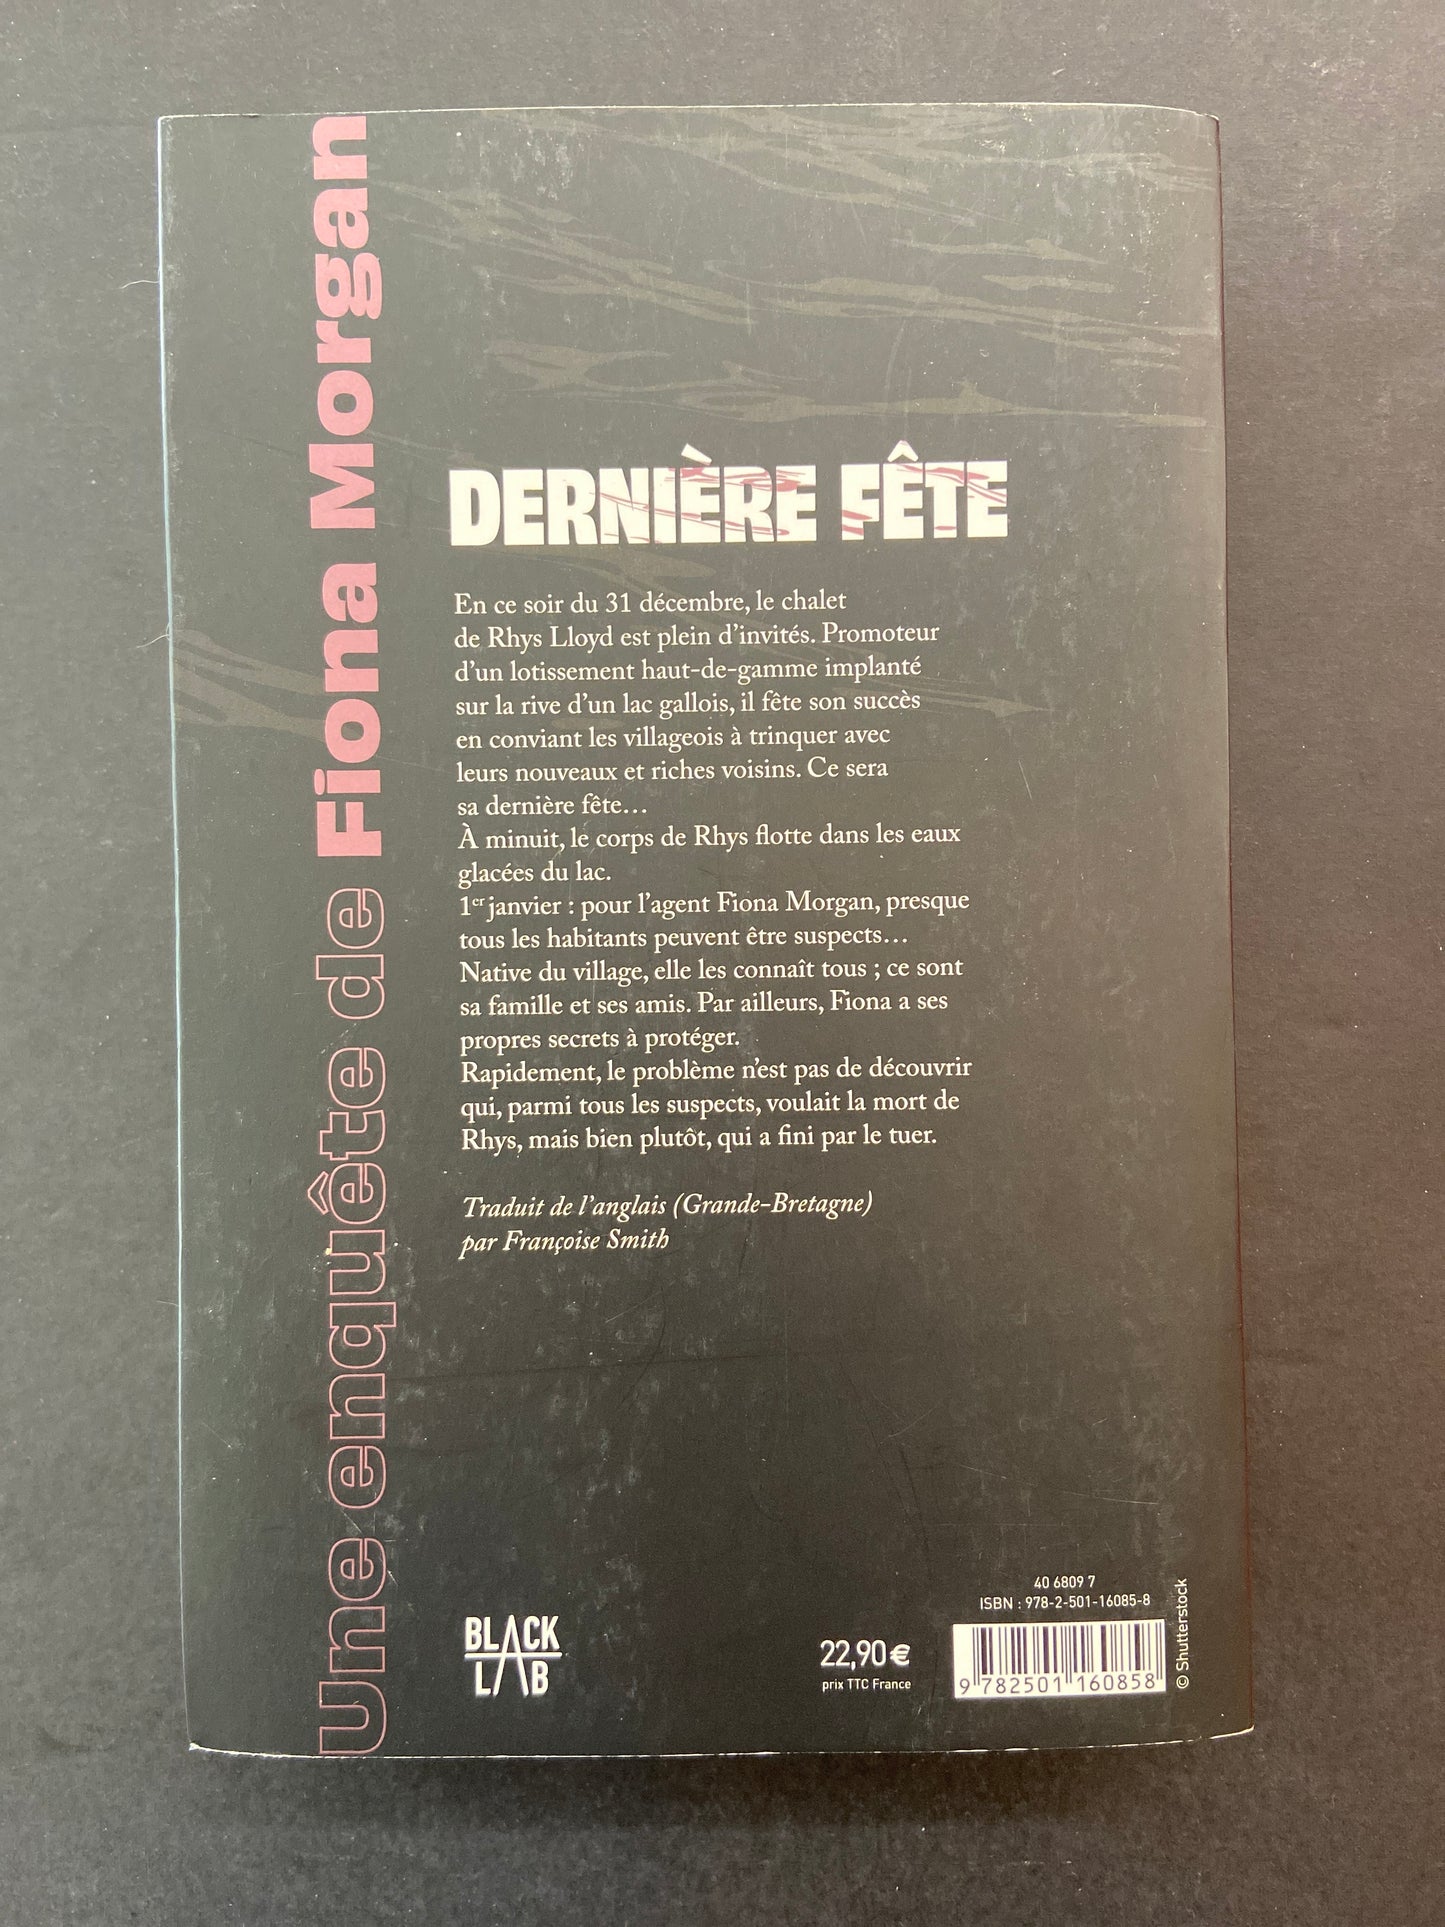 Une enquête de Fiona Morgan
DERNIÈRE FÊTE
En ce soir du 31 décembre, le chalet
de Rhys Lloyd est plein d'invités. Promoteur
d'un lotissement haut-de-gamme implanté
sur la rive d'un lac gallois, il fête son succès
en conviant les villageois à trinquer avec
leurs nouveaux et riches voisins. Ce sera
sa dernière fête…
À minuit, le corps de Rhys flotte dans les eaux
glacées du lac.
1er janvier : pour l'agent Fiona Morgan, presque
tous les habitants peuvent être suspects…
Native du village, elle les connaît tous ; ce sont
sa famille et ses amis. Par ailleurs, Fiona a ses
propres secrets à protéger.
Rapidement, le problème n'est pas de découvrir
qui, parmi tous les suspects, voulait la mort de
Rhys, mais bien plutôt, qui a fini par le tuer.
Traduit de l'anglais (Grande-Bretagne)
par Françoise Smith
BLACK
LAB
22,90 €
prix TTC France
40 6809 7
ISBN : 978-2-501-16085-8
9 782501 160858
© Shutterstock